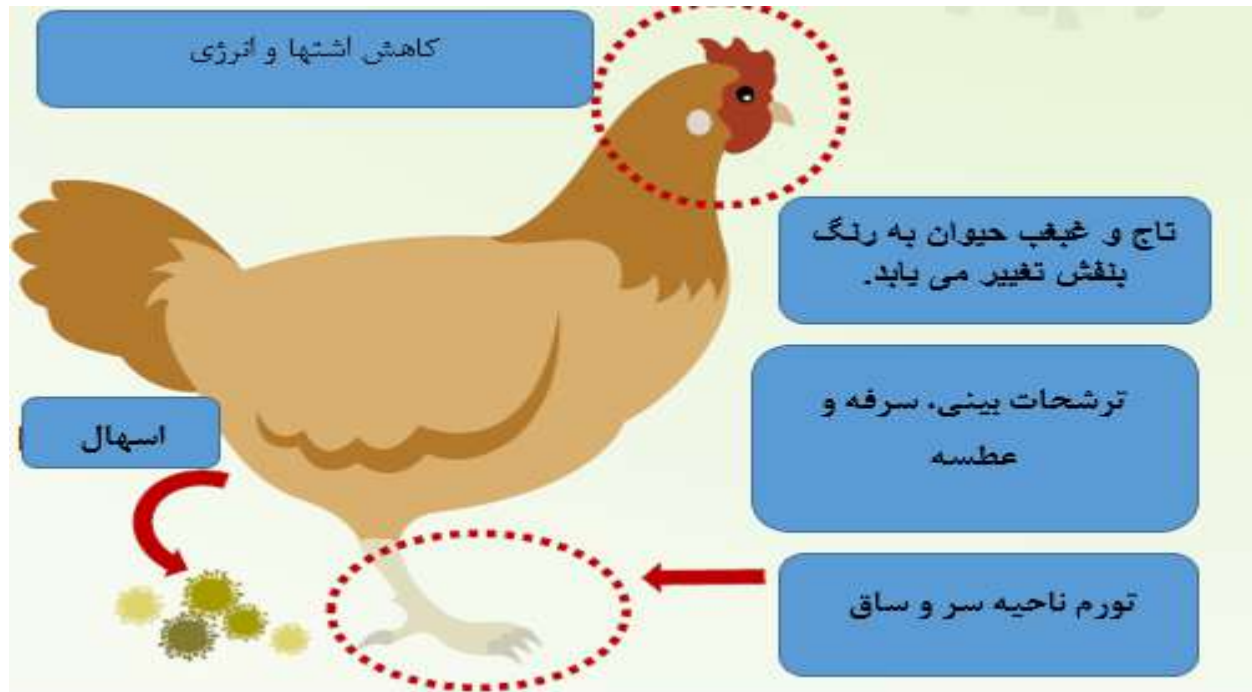 کاهش اشتها و انرژی
تاج و غبغب حیوان به رنگ
بنفش تغییر می یابد.
ترشحات بینی، سرفه و
عطسه
اسهال
تورم ناحیه سر و ساق